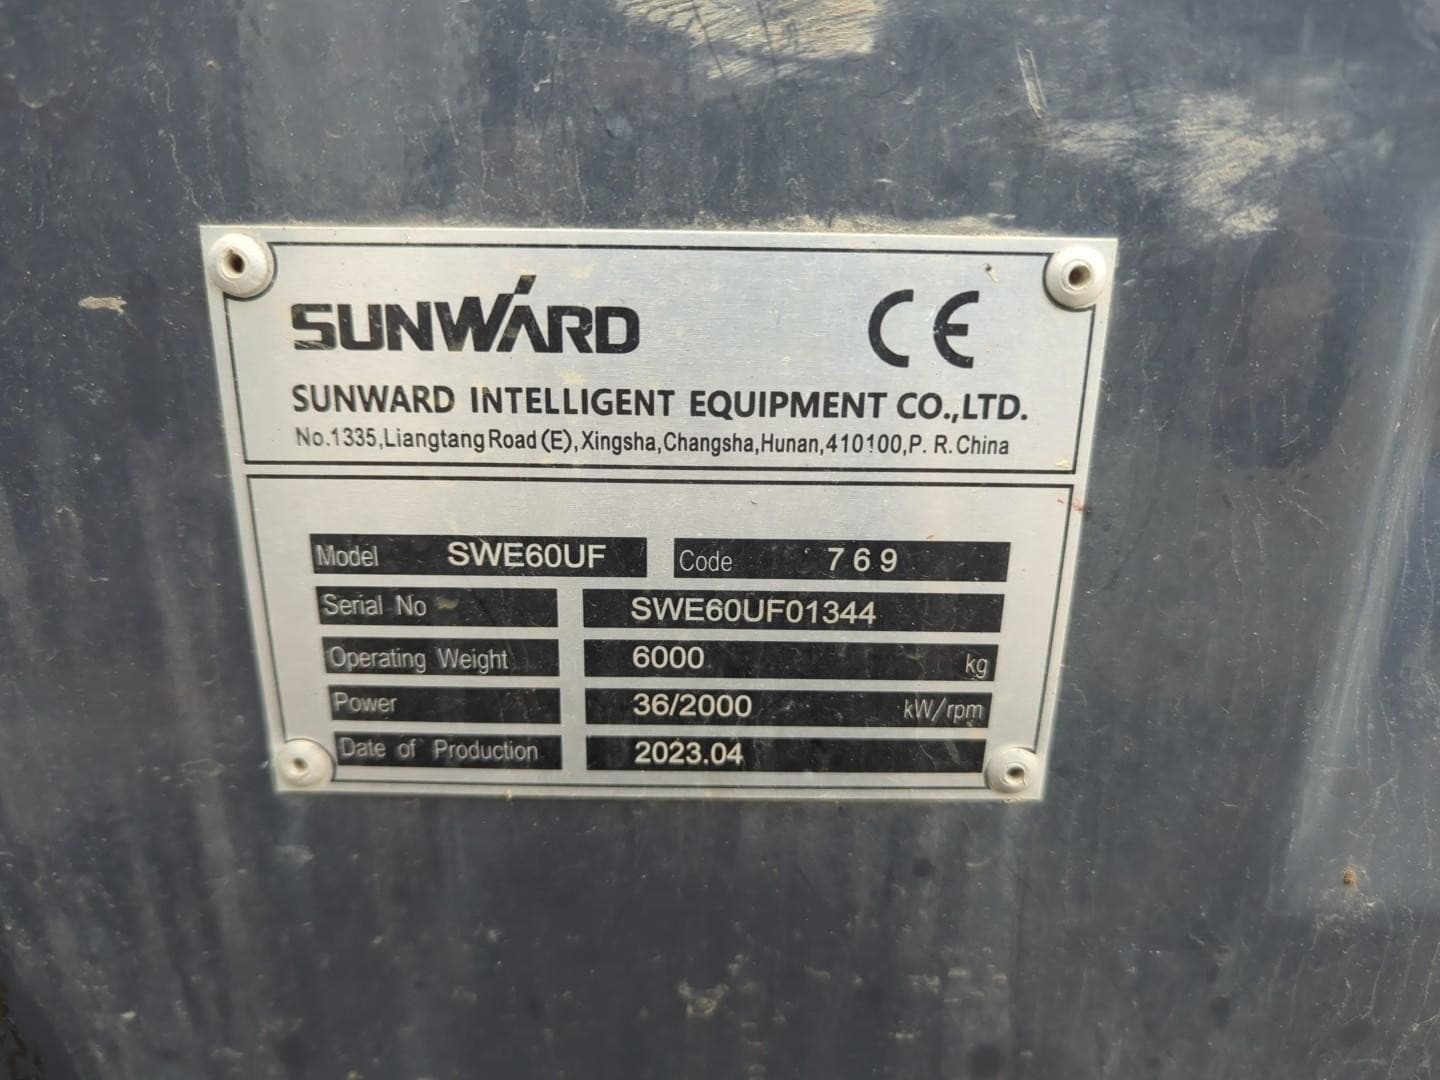 SUNWARD CE
SUNWARD INTELLIGENT EQUIPMENT CO.,LTD.
No.1335,Liangtang Road (E),Xingsha,Changsha,Hunan,410100,P. R. China
Model SWE60UF Code 769
Serial No SWE60UF01344
Operating Weight 6000 kg
Power 36/2000 kW/rpm
Date of Production 2023.04